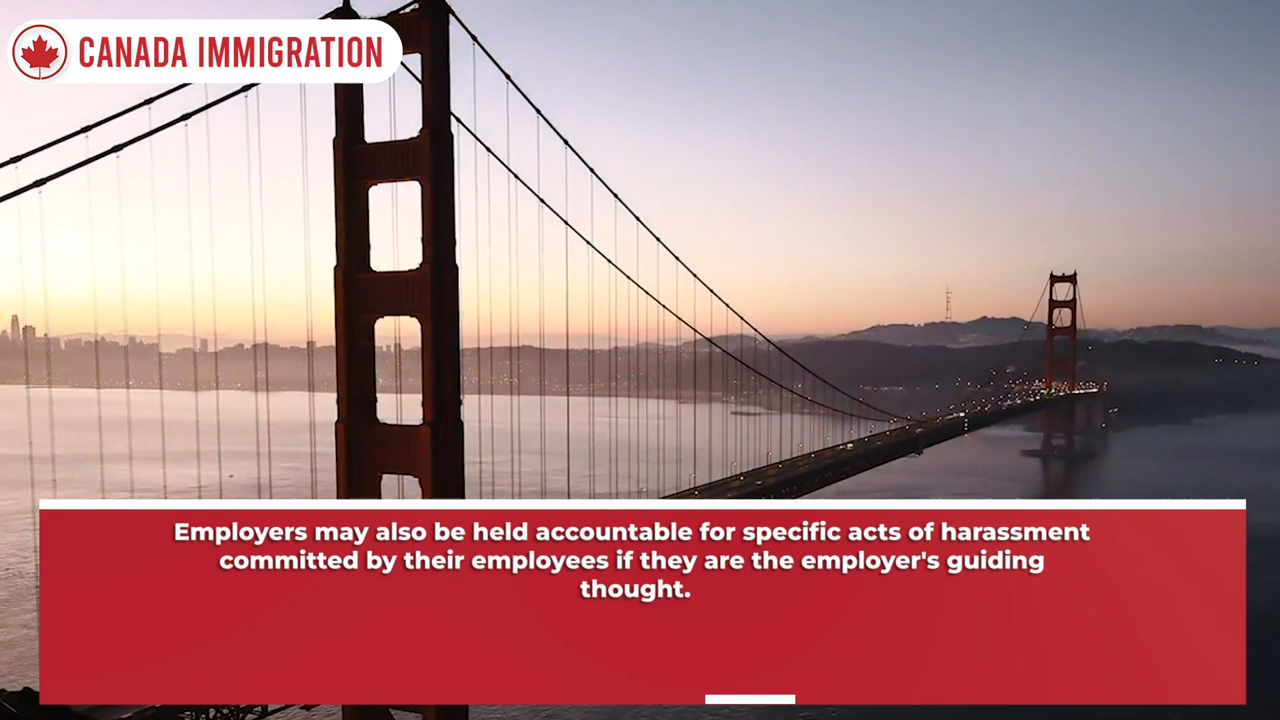 CANADA IMMIGRATION
Employers may also be held accountable for specific acts of harassment
committed by their employees if they are the employer's guiding
thought.